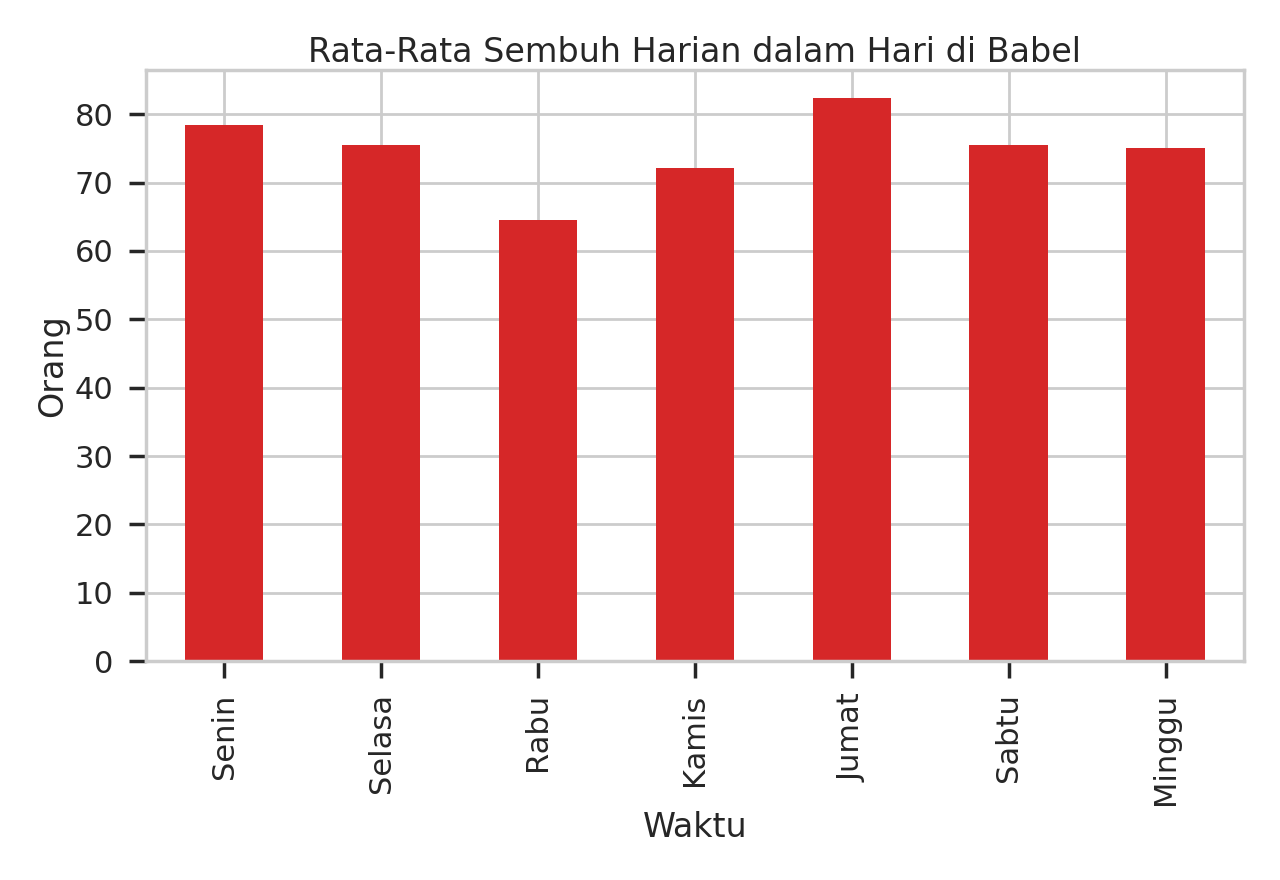 Rata-Rata Sembuh Harian dalam Hari di Babel
80
70
60
50
40
30
20
10
0
Orang
Senin
Selasa
Rabu
Kamis
Jumat
Sabtu
Minggu
Waktu